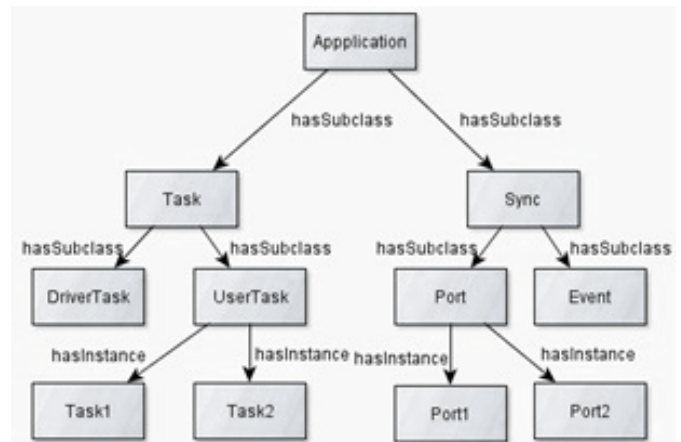 Appplication
hasSubclass
hasSubclass
Task
Sync
hasSubclass
hasSubclass
hasSubclass
hasSubclass
DriverTask
UserTask
Port
Event
hasInstance
hasInstance
hasInstance
hasInstance
Task1
Task2
Port1
Port2